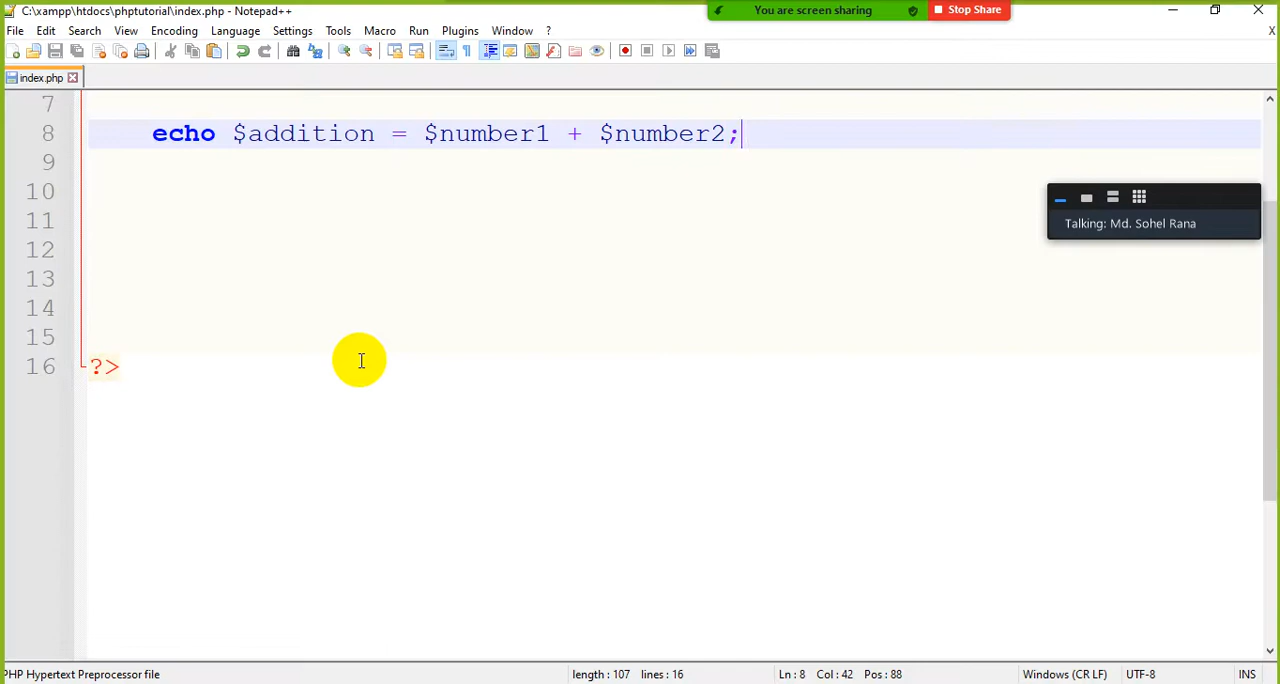 C:\xampp\htdocs\phptutorial\index.php - Notepad++
You are screen sharing
Stop Share
File Edit Search View Encoding Language Settings Tools Macro Run Plugins Window ?
X
index.php
7
8 echo $addition = $number1 + $number2;
9
10
Talking: Md. Sohel Rana
11
12
13
14
15
16 ?>
PHP Hypertext Preprocessor file length : 107 lines : 16 Ln : 8 Col : 42 Pos : 88 Windows (CR LF) UTF-8 INS